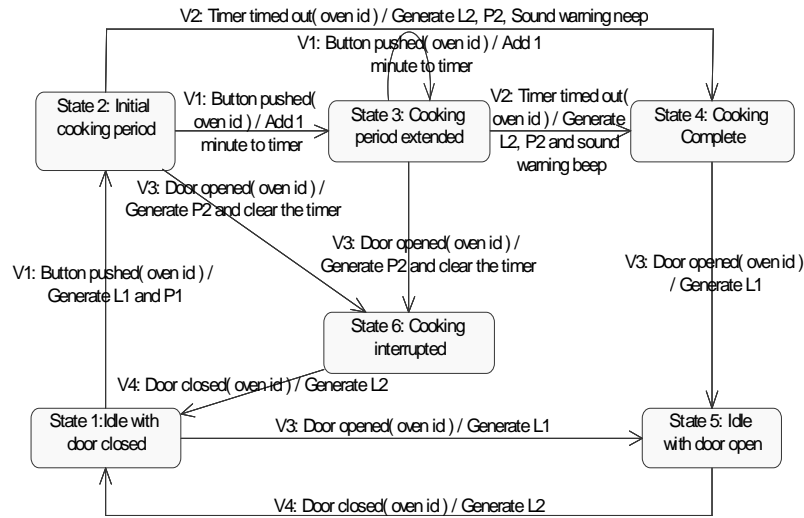 V2: Timer timed out( oven id) / Generate L2, P2, Sound warning neep
V1: Button pushed( oven id) / Add 1
minute to timer
State 2: Initial
cooking period
V1: Button pushed(
oven id) / Add 1
minute to timer
State 3: Cooking
period extended
V2: Timer timed out(
oven id) / Generate
L2, P2 and sound
warning beep
State 4: Cooking
Complete
V3: Door opened( oven id) /
Generate P2 and clear the timer
V3: Door opened( oven id) /
Generate P2 and clear the timer
V1: Button pushed( oven id) /
Generate L1 and P1
V3: Door opened( oven id)
/ Generate L1
State 6: Cooking
interrupted
V4: Door closed( oven id) / Generate L2
State 1:Idle with
door closed
V3: Door opened( oven id) / Generate L1
State 5: Idle
with door open
V4: Door closed(oven id) / Generate L2